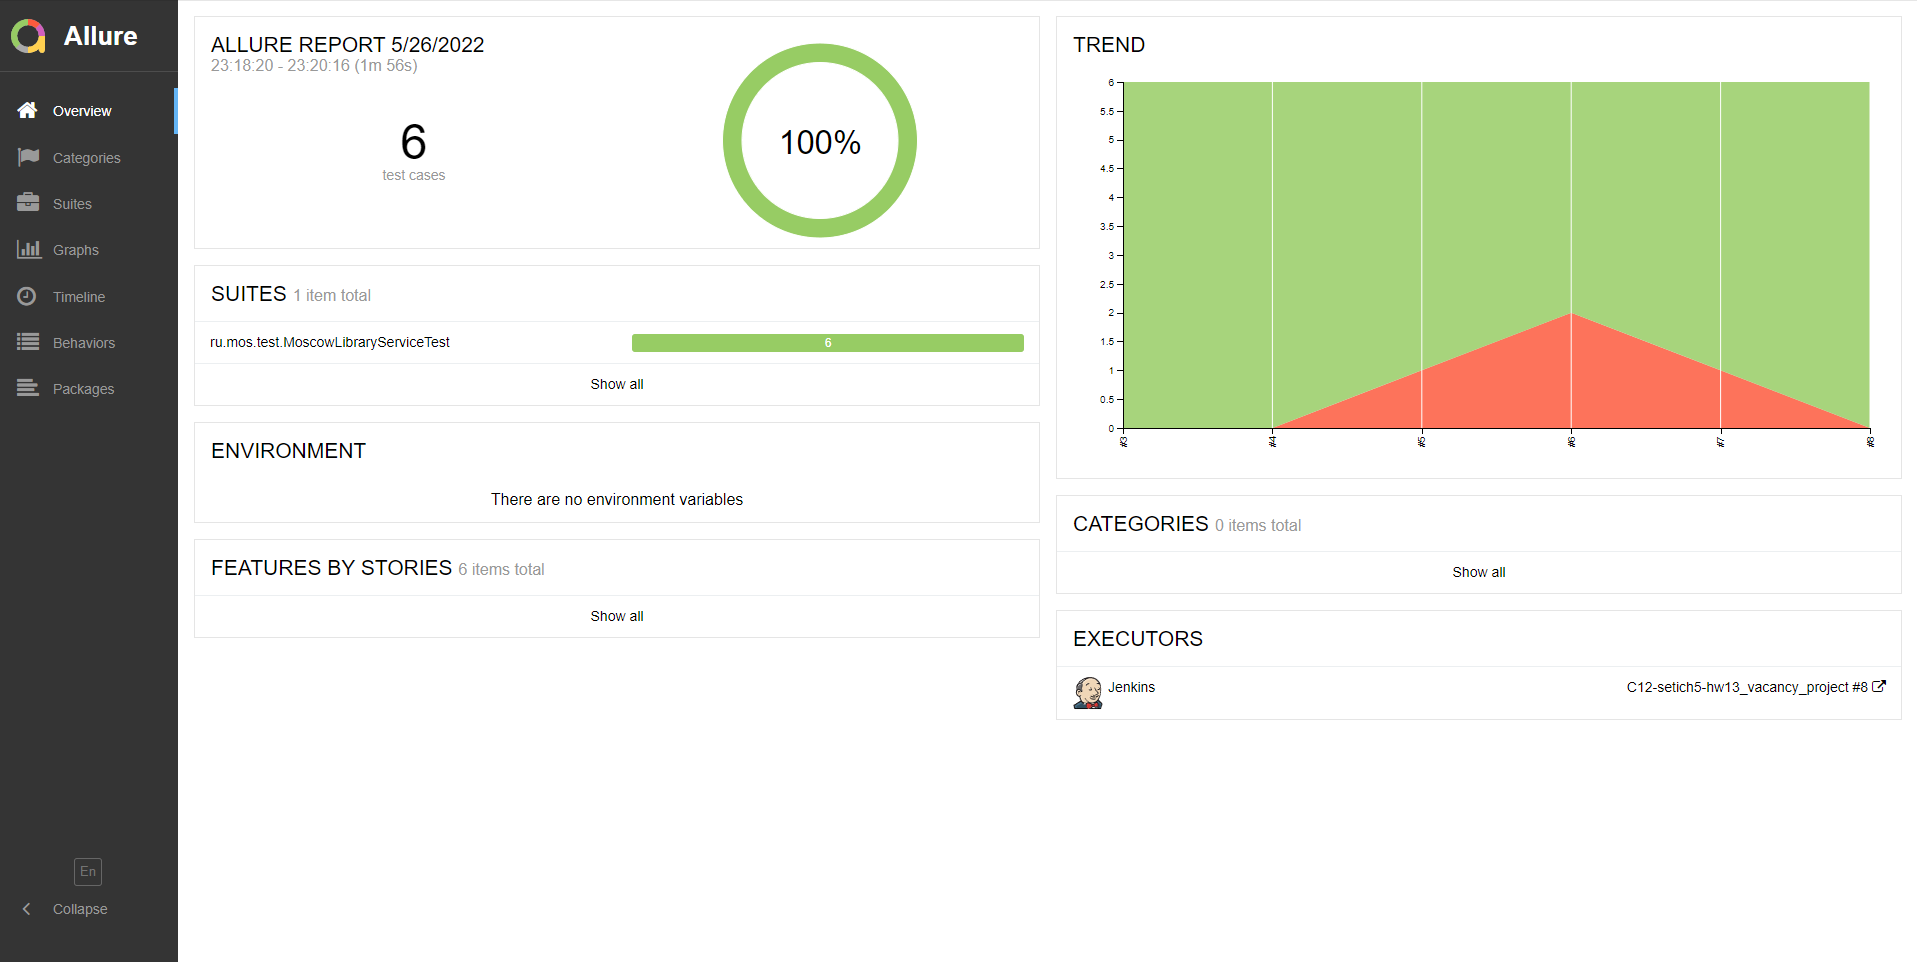 Allure
Overview
Categories
Suites
Graphs
Timeline
Behaviors
Packages
En
Collapse
ALLURE REPORT 5/26/2022
23:18:20 - 23:20:16 (1m 56s)
6
test cases
100%
SUITES 1 item total
ru.mos.test.MoscowLibraryServiceTest 6
Show all
ENVIRONMENT
There are no environment variables
FEATURES BY STORIES 6 items total
Show all
TREND
6
5.5
5
4.5
4
3.5
3
2.5
2
1.5
1
0.5
0
#3 #4 #5 #6 #7 #8
CATEGORIES 0 items total
Show all
EXECUTORS
Jenkins C12-setich5-hw13_vacancy_project #8